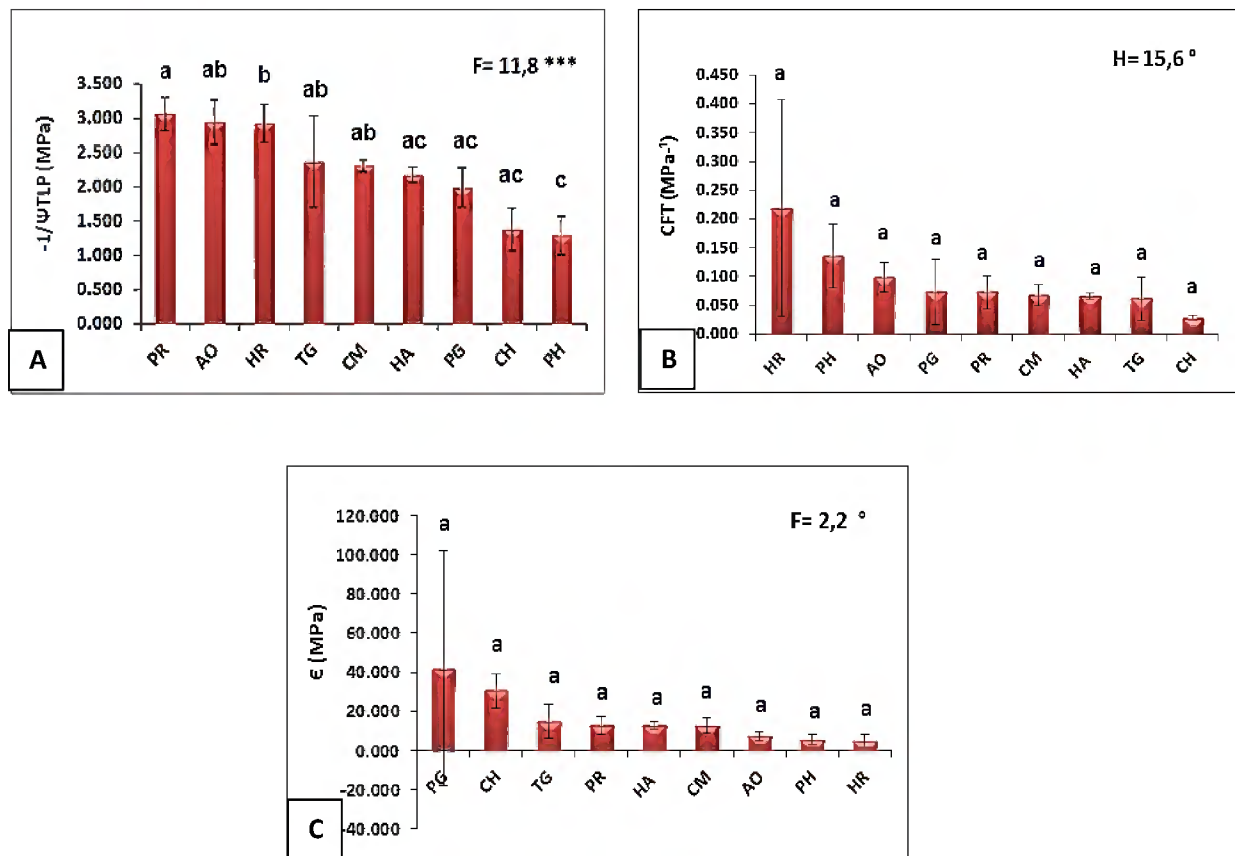 F= 11,8 ***
-1/ΨTLP (MPa)
3.500
3.000
2.500
2.000
1.500
1.000
0.500
0.000
a ab b ab ab ac ac ac c
PR AO HR TG CM HA PG CH PH
A
H= 15,6 °
CFT (MPa⁻¹)
0.450
0.400
0.350
0.300
0.250
0.200
0.150
0.100
0.050
0.000
a a a a a a a a a
HR PH AO PG PR CM HA TG CH
B
F= 2,2 °
Є (MPa)
120.000
100.000
80.000
60.000
40.000
20.000
0.000
-20.000
-40.000
a a a a a a a a a
PG CH TG PR HA CM AO PH HR
C